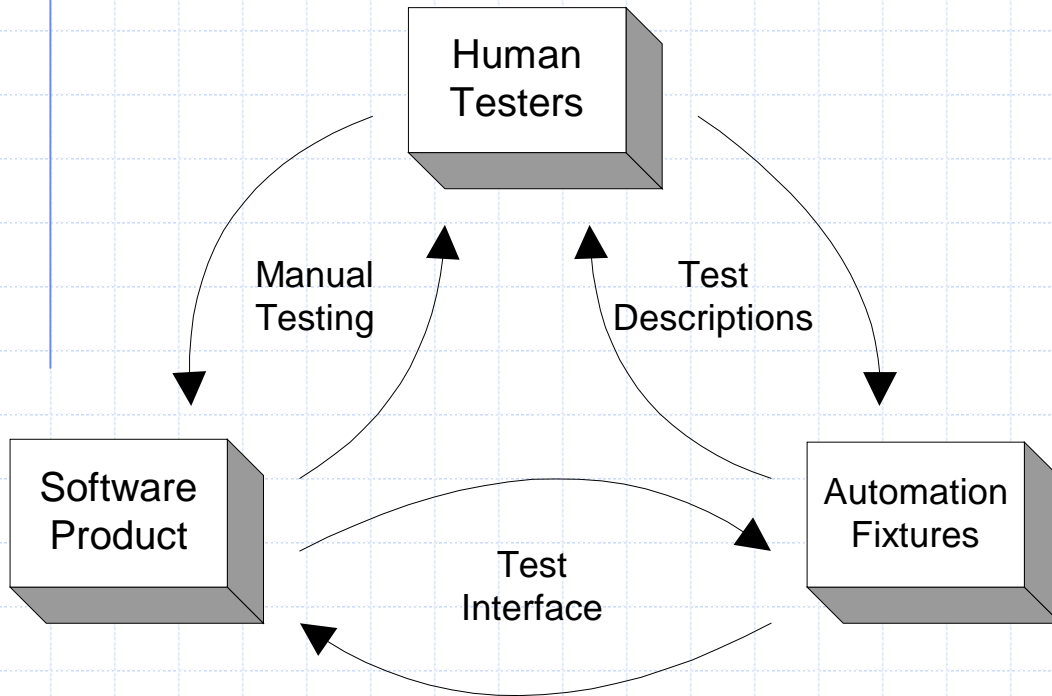 Human
Testers
Manual
Testing
Test
Descriptions
Software
Product
Automation
Fixtures
Test
Interface